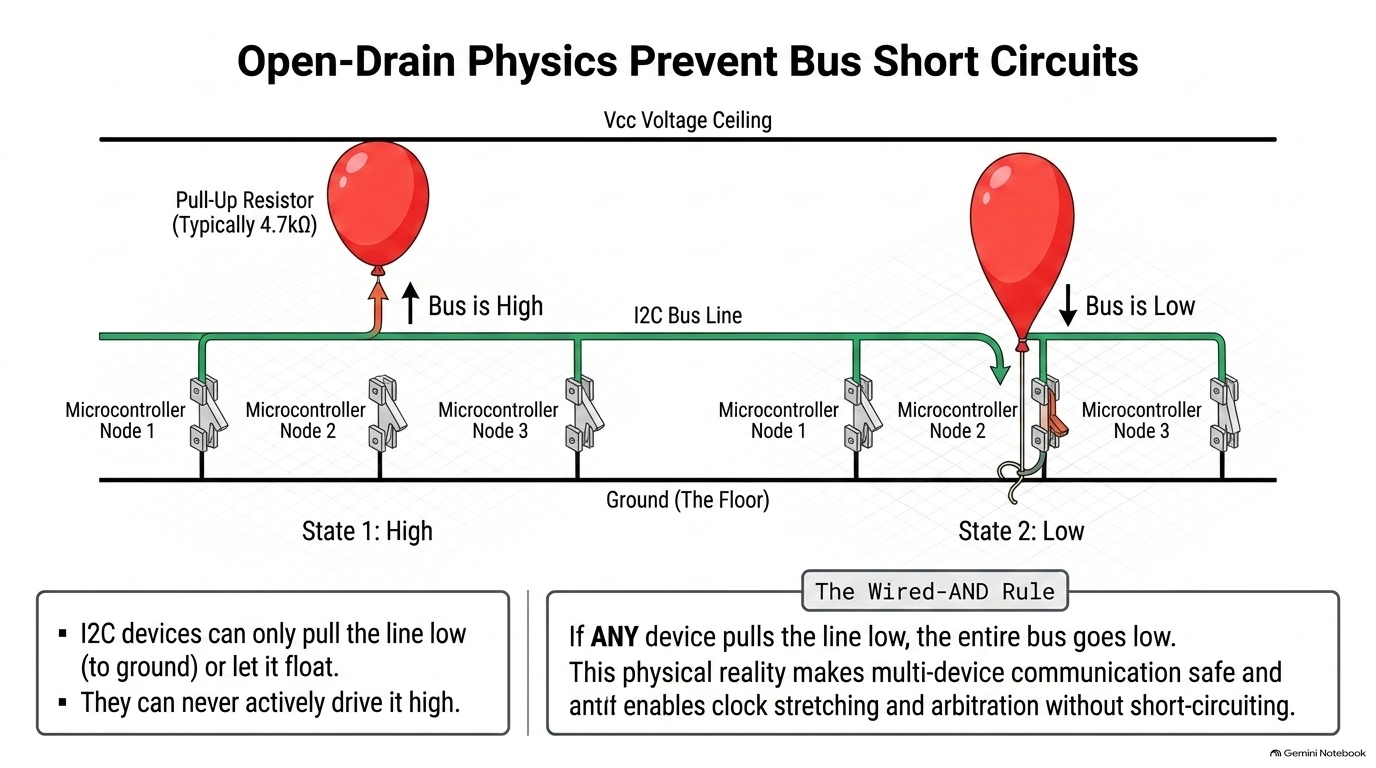 Open-Drain Physics Prevent Bus Short Circuits
Vcc Voltage Ceiling
Pull-Up Resistor
(Typically 4.7kΩ)
Bus is High
I2C Bus Line
Bus is Low
Microcontroller
Node 1
Microcontroller
Node 2
Microcontroller
Node 3
Microcontroller
Node 1
Microcontroller
Node 2
Microcontroller
Node 3
Ground (The Floor)
State 1: High
State 2: Low
▪ I2C devices can only pull the line low
(to ground) or let it float.
▪ They can never actively drive it high.
The Wired-AND Rule
If ANY device pulls the line low, the entire bus goes low.
This physical reality makes multi-device communication safe and
enables clock stretching and arbitration without short-circuiting.
Gemini Notebook